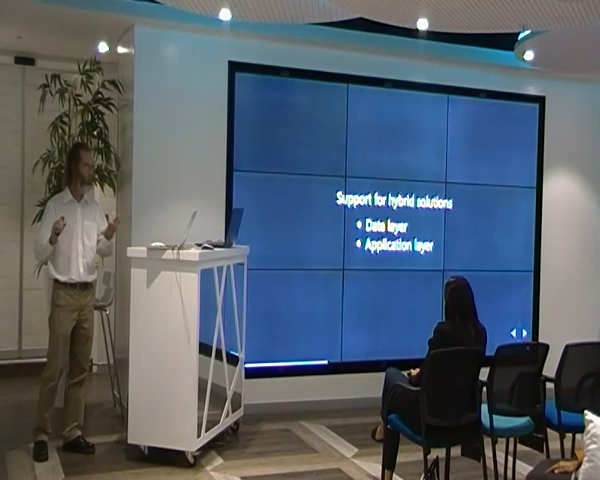 Support for hybrid solutions
• Data layer
• Application layer